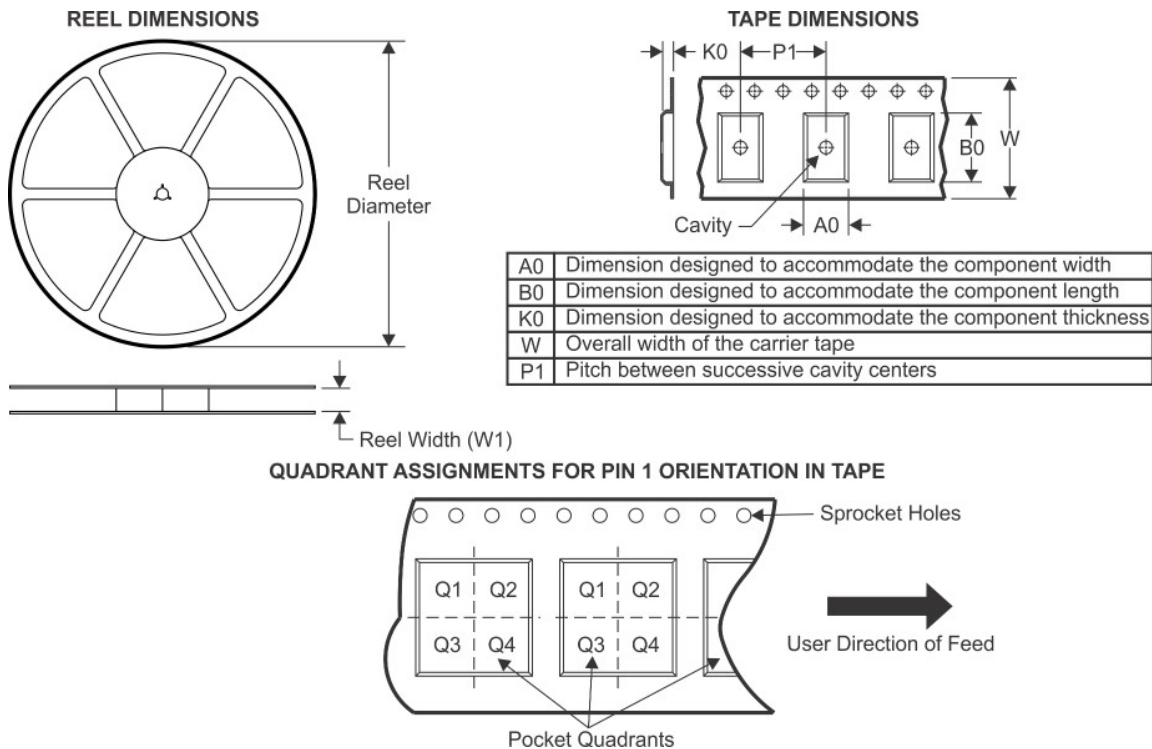 REEL DIMENSIONS
Reel
Diameter
Reel Width (W1)
TAPE DIMENSIONS
K0
P1
B0
W
Cavity
A0
A0 Dimension designed to accommodate the component width
B0 Dimension designed to accommodate the component length
K0 Dimension designed to accommodate the component thickness
W Overall width of the carrier tape
P1 Pitch between successive cavity centers
QUADRANT ASSIGNMENTS FOR PIN 1 ORIENTATION IN TAPE
Sprocket Holes
Q1 Q2 Q1 Q2
Q3 Q4 Q3 Q4
User Direction of Feed
Pocket Quadrants